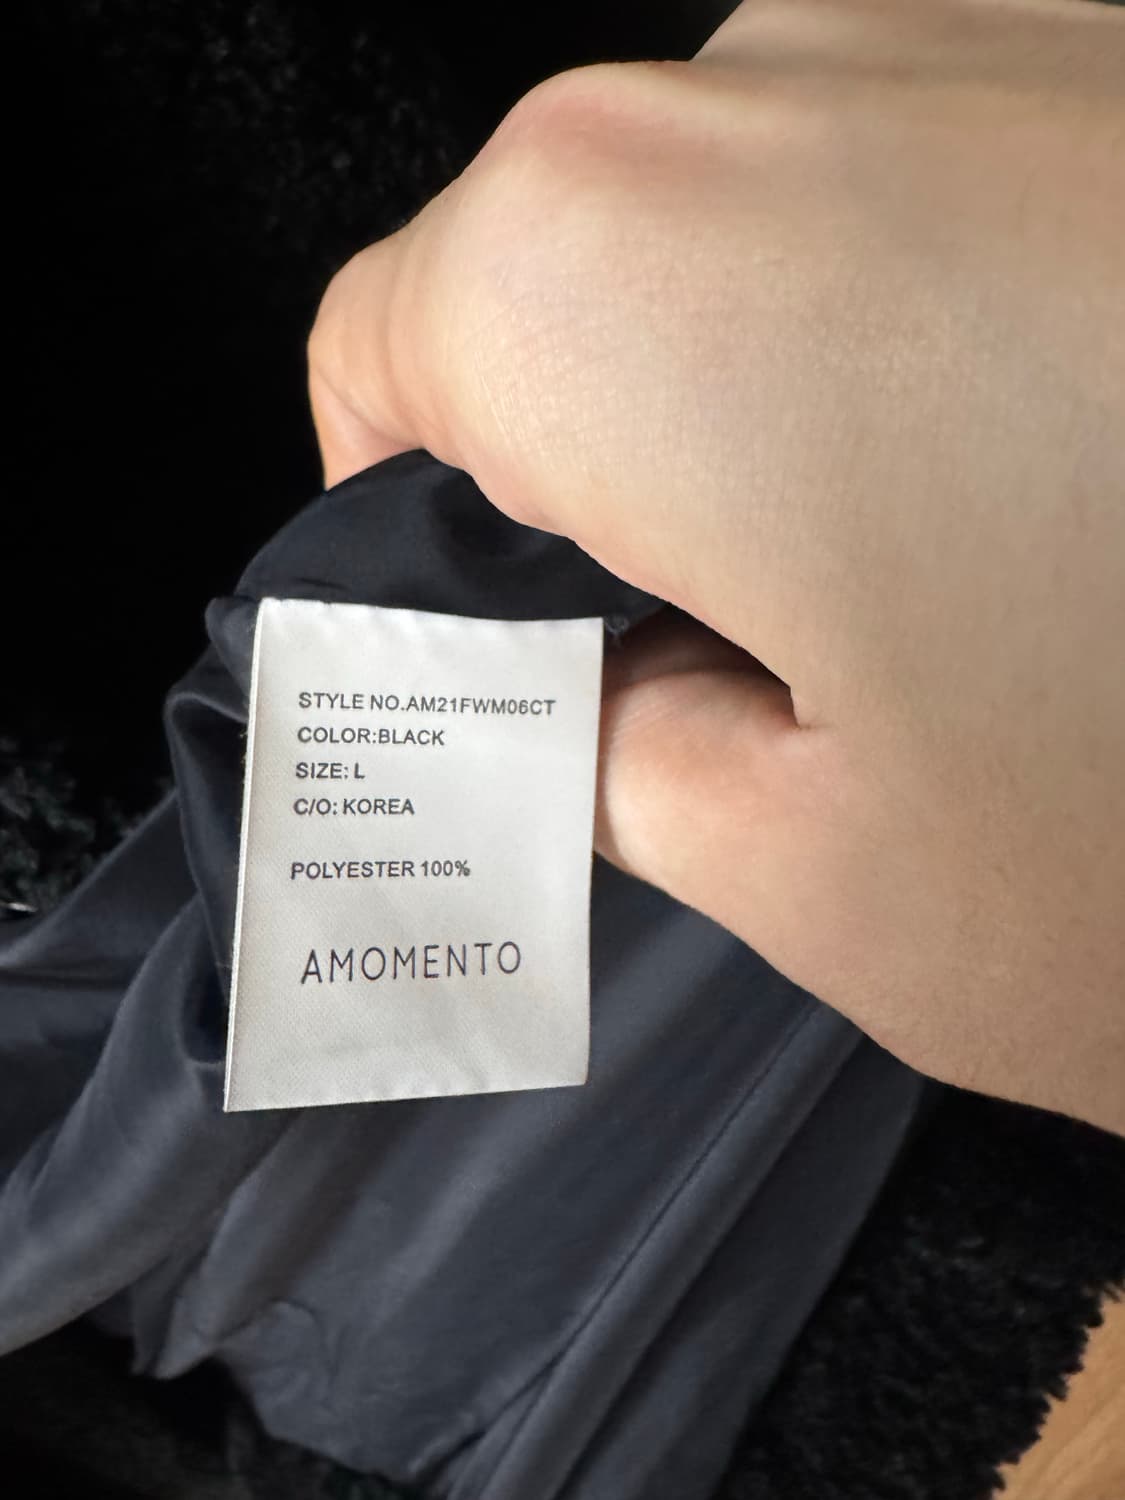 STYLE NO.AM21FWM06CT
COLOR:BLACK
SIZE: L
C/O: KOREA
POLYESTER 100%
AMOMENTO